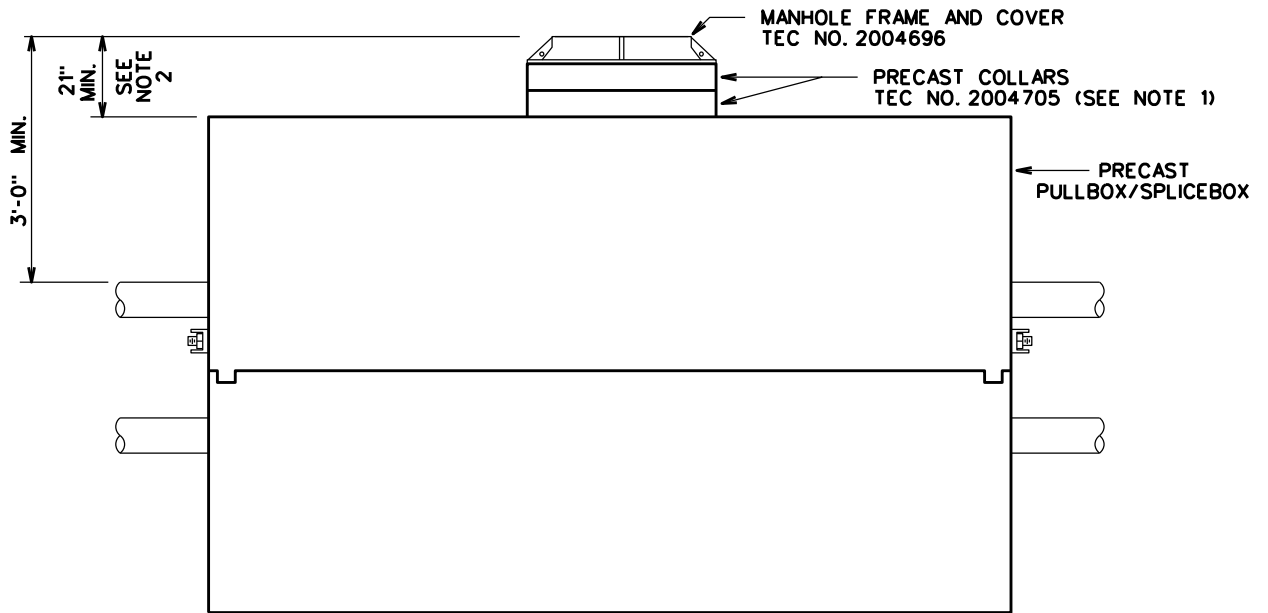 MANHOLE FRAME AND COVER
TEC NO. 2004696
PRECAST COLLARS
TEC NO. 2004705 (SEE NOTE 1)
PRECAST
PULLBOX/SPLICEBOX
21" 
MIN.
SEE
NOTE
2
3'-0" MIN.